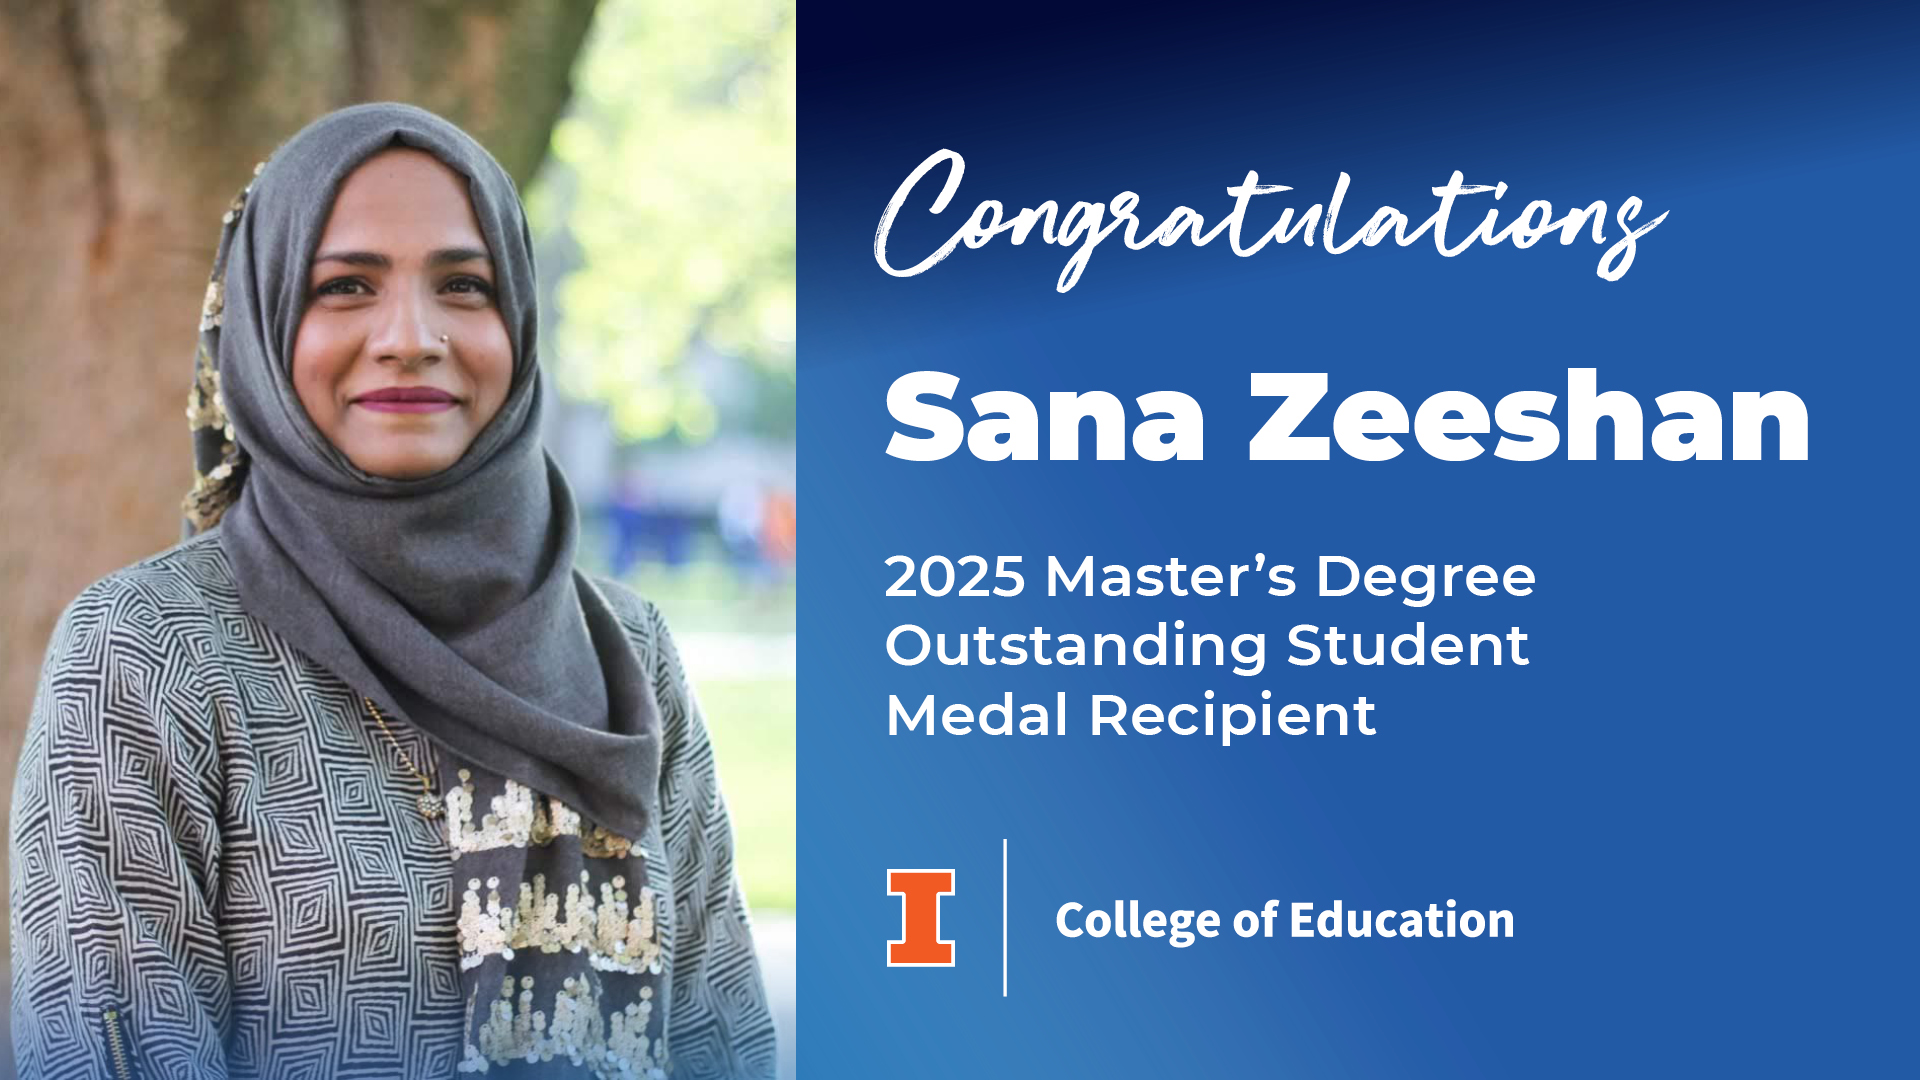 Congratulations
Sana Zeeshan
2025 Master’s Degree
Outstanding Student
Medal Recipient
I
College of Education